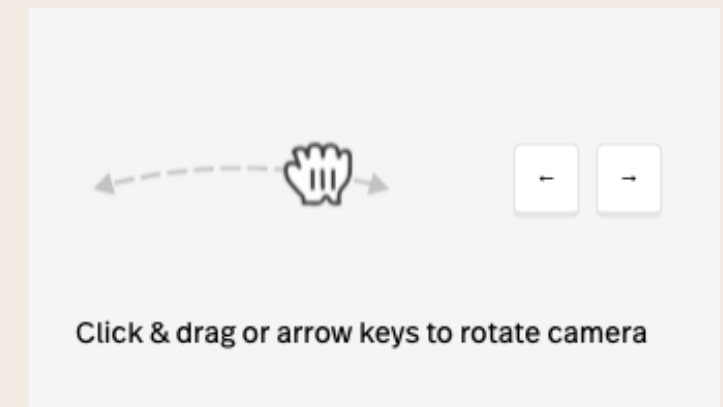 ← →
Click & drag or arrow keys to rotate camera